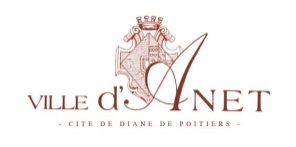 VILLE d'ANET
- CITE DE DIANE DE POITIERS -